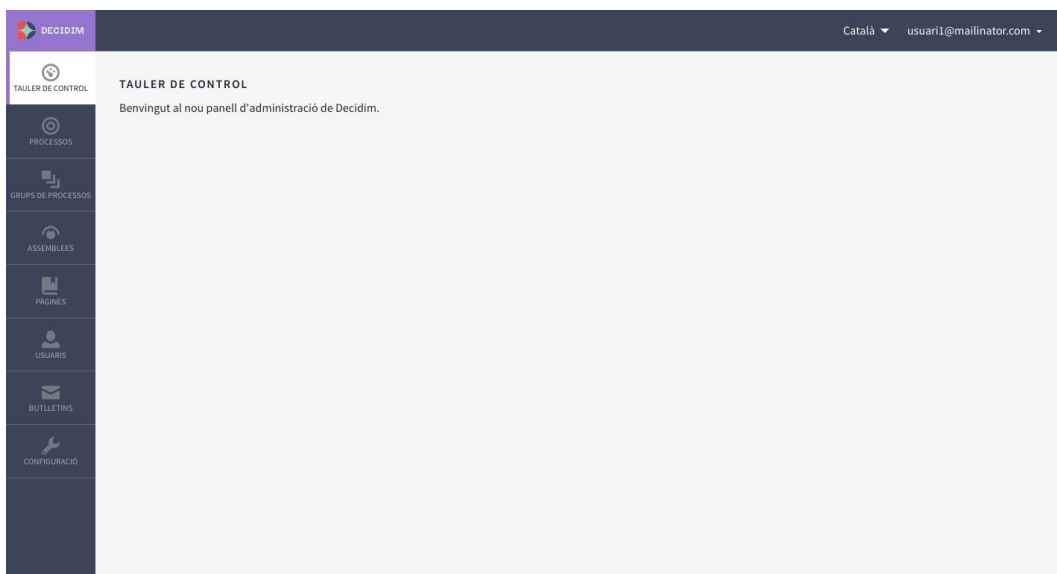 DECIDIM
Català
usuari1@mailinator.com
TAULER DE CONTROL
TAULER DE CONTROL
Benvingut al nou panell d'administració de Decidim.
PROCESSOS
GRUPS DE PROCESSOS
ASSEMBLEES
PÀGINES
USUARIS
BUTLLETINS
CONFIGURACIÓ